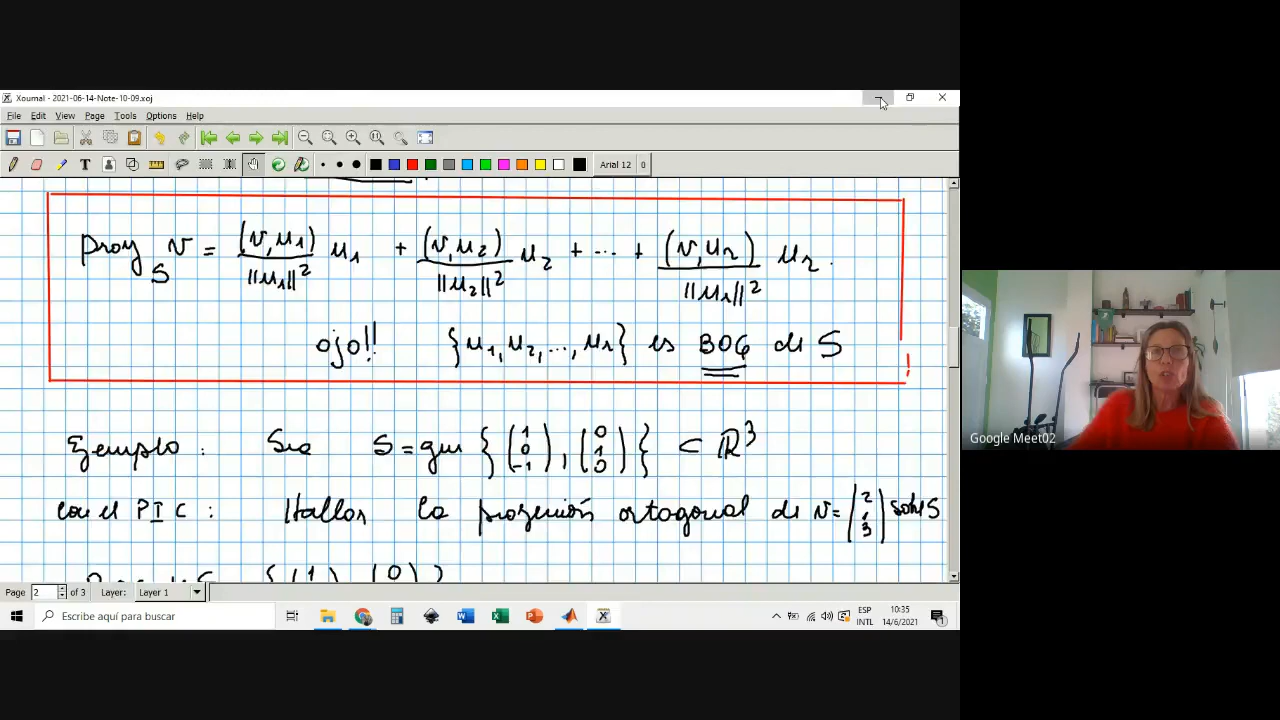 Xournal - 2021-06-14-Note-10-09.xoj
File Edit View Page Tools Options Help
Arial 12 0
proy_S v = (v,u1)/||u1||² u1 + (v,u2)/||u2||² u2 + ... + (v,ur)/||ur||² ur.
ojo!! {u1, u2, ..., ur} es BOG de S
!
Ejemplo: Sea S = gen {(1 0 -1), (0 1 0)} ⊂ ℝ³
con el PIC: Hallar la proyección ortogonal de v = (2 1 3) sobre S
Page 2 of 3 Layer: Layer 1
Escribe aquí para buscar
ESP
INTL
10:35
14/6/2021
1
Google Meet02